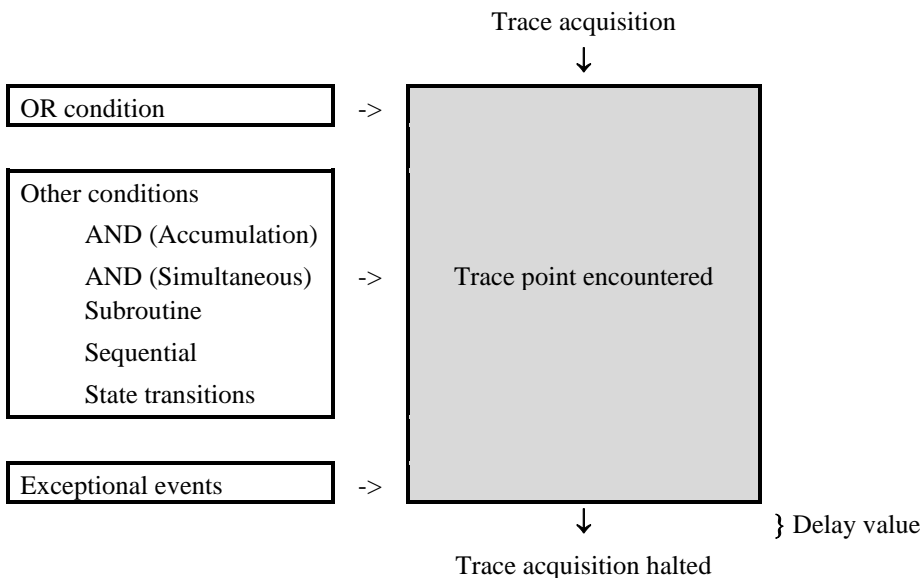 Trace acquisition
↓
OR condition ->
Other conditions
AND (Accumulation)
AND (Simultaneous) -> Trace point encountered
Subroutine
Sequential
State transitions
Exceptional events ->
↓ } Delay value
Trace acquisition halted